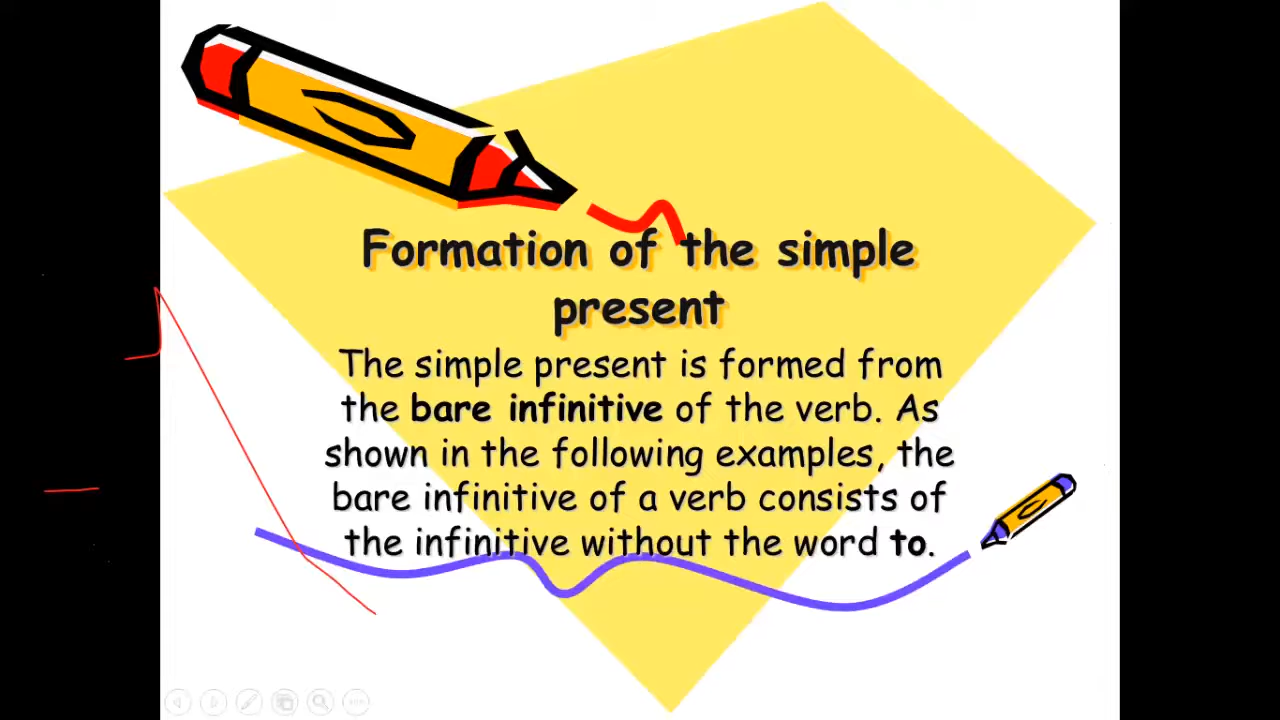 Formation of the simple
present
The simple present is formed from
the bare infinitive of the verb. As
shown in the following examples, the
bare infinitive of a verb consists of
the infinitive without the word to.